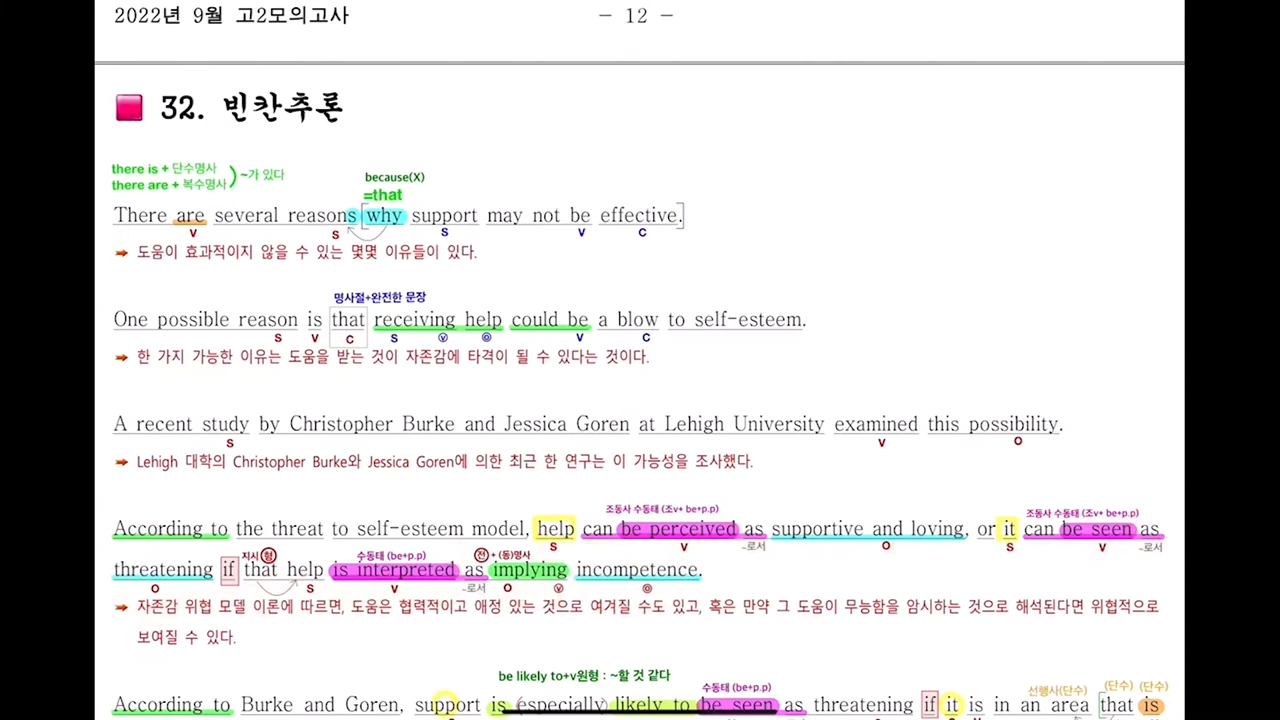 2022년 9월 고2모의고사 － 12 －
32. 빈칸추론
there is + 단수명사
there are + 복수명사 ) ~가 있다
because(X)
=that
There are several reasons [why support may not be effective.]
V S S V C
➡ 도움이 효과적이지 않을 수 있는 몇몇 이유들이 있다.
명사절+완전한 문장
One possible reason is that receiving help could be a blow to self-esteem.
S V C S ⓥ ⓞ V C
➡ 한 가지 가능한 이유는 도움을 받는 것이 자존감에 타격이 될 수 있다는 것이다.
A recent study by Christopher Burke and Jessica Goren at Lehigh University examined this possibility.
S V O
➡ Lehigh 대학의 Christopher Burke와 Jessica Goren에 의한 최근 한 연구는 이 가능성을 조사했다.
조동사 수동태 (조v+ be+p.p) 조동사 수동태 (조v+ be+p.p)
According to the threat to self-esteem model, help can be perceived as supportive and loving, or it can be seen as
S V ~로서 O S V ~로서
지시 형 수동태 (be+p.p) 전 + (동)명사
threatening if that help is interpreted as implying incompetence.
O S V ~로서 O ⓥ ⓞ
➡ 자존감 위협 모델 이론에 따르면, 도움은 협력적이고 애정 있는 것으로 여겨질 수도 있고, 혹은 만약 그 도움이 무능함을 암시하는 것으로 해석된다면 위협적으로
보여질 수 있다.
be likely to+v원형 : ~할 것 같다 수동태 (be+p.p) 선행사(단수) (단수) (단수)
According to Burke and Goren, support is (especially) likely to be seen as threatening if it is in an area [that is